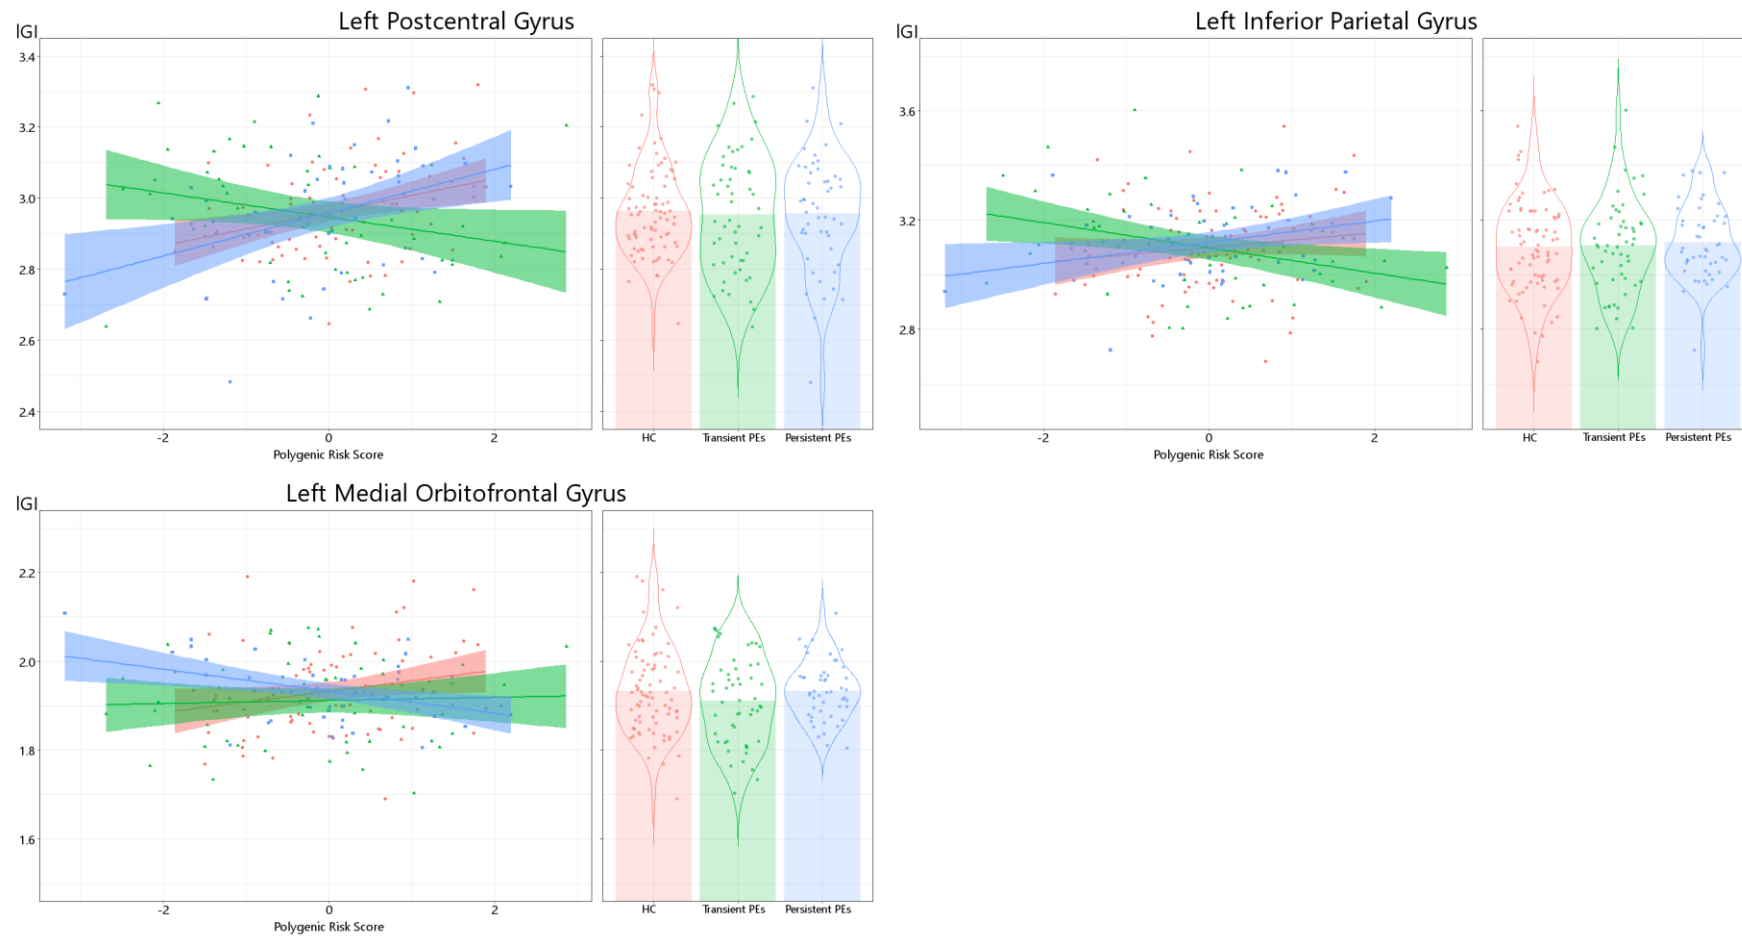 Left Postcentral Gyrus
lGI
3.4
3.2
3.0
2.8
2.6
2.4
-2 0 2
Polygenic Risk Score
HC Transient PEs Persistent PEs
Left Inferior Parietal Gyrus
lGI
3.6
3.2
2.8
-2 0 2
Polygenic Risk Score
HC Transient PEs Persistent PEs
Left Medial Orbitofrontal Gyrus
lGI
2.2
2.0
1.8
1.6
-2 0 2
Polygenic Risk Score
HC Transient PEs Persistent PEs